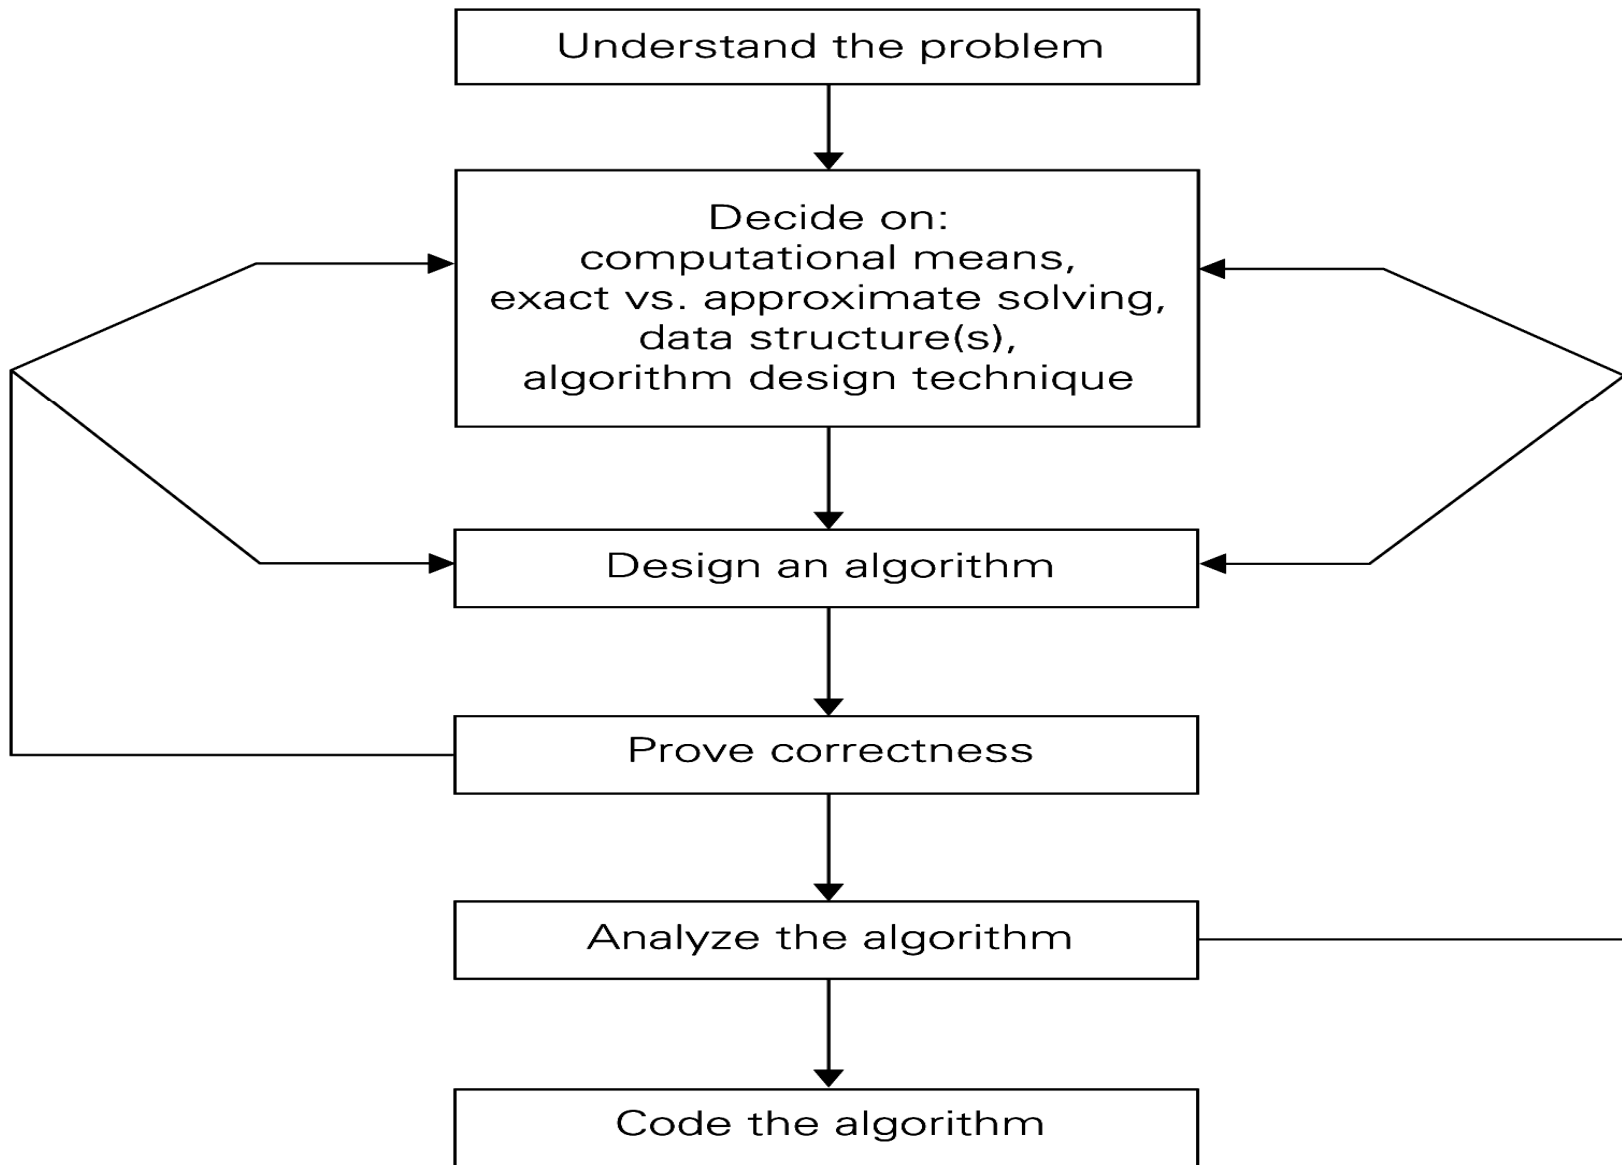 Understand the problem
Decide on:
computational means,
exact vs. approximate solving,
data structure(s),
algorithm design technique
Design an algorithm
Prove correctness
Analyze the algorithm
Code the algorithm